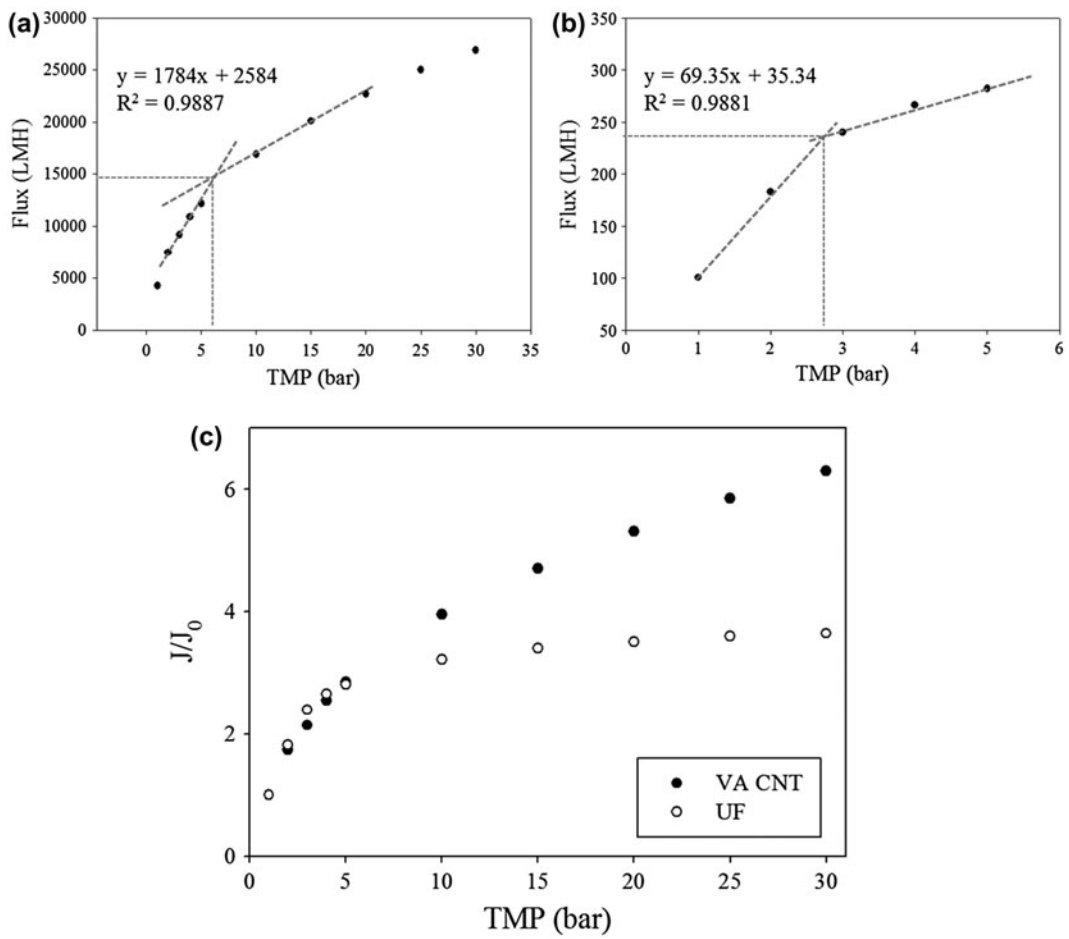 (a)
30000
25000
20000
15000
10000
5000
0
Flux (LMH)
y = 1784x + 2584
R² = 0.9887
0 5 10 15 20 25 30 35
TMP (bar)
(b)
350
300
250
200
150
100
50
Flux (LMH)
y = 69.35x + 35.34
R² = 0.9881
0 1 2 3 4 5 6
TMP (bar)
(c)
6
4
2
0
J/J₀
VA CNT
UF
0 5 10 15 20 25 30
TMP (bar)